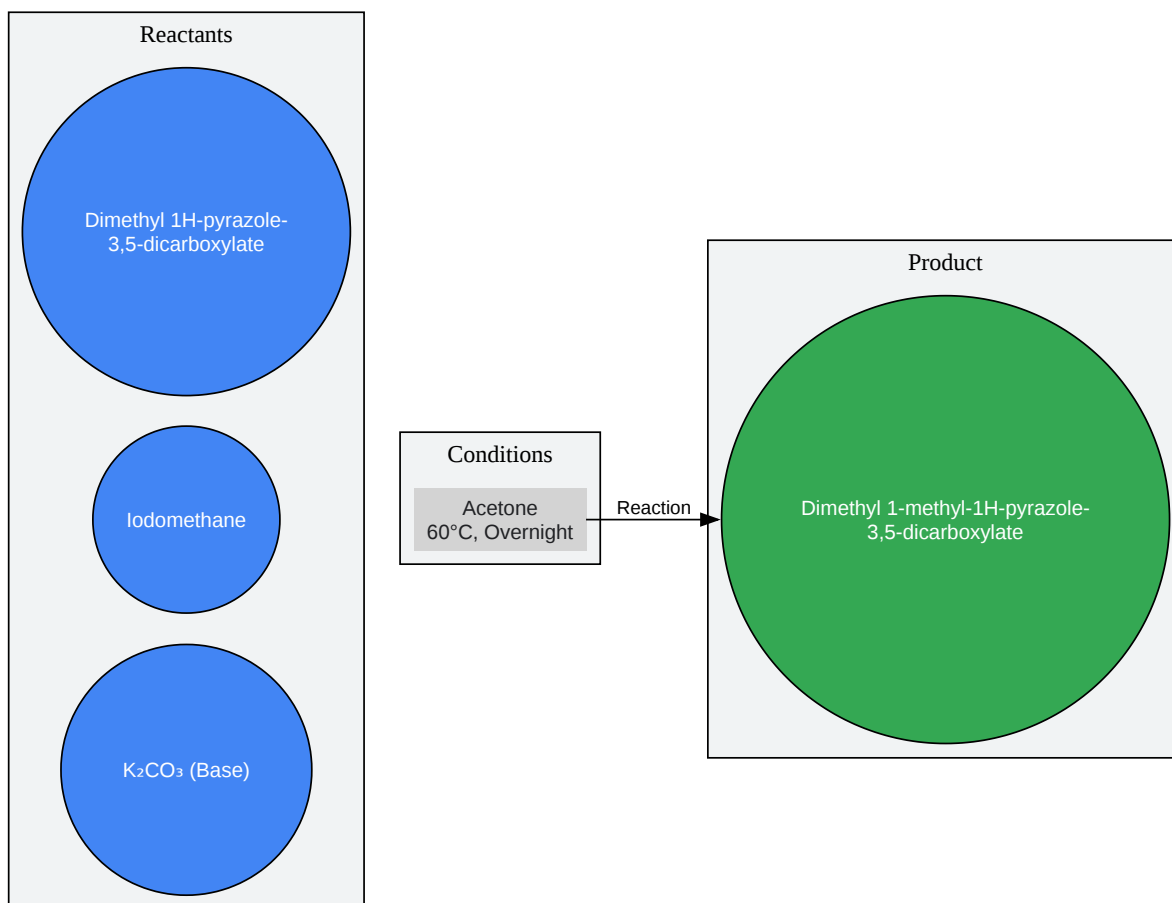 Reactants
Dimethyl 1H-pyrazole-
3,5-dicarboxylate
Iodomethane
K₂CO₃ (Base)
Conditions
Acetone
60°C, Overnight
Reaction
Product
Dimethyl 1-methyl-1H-pyrazole-
3,5-dicarboxylate